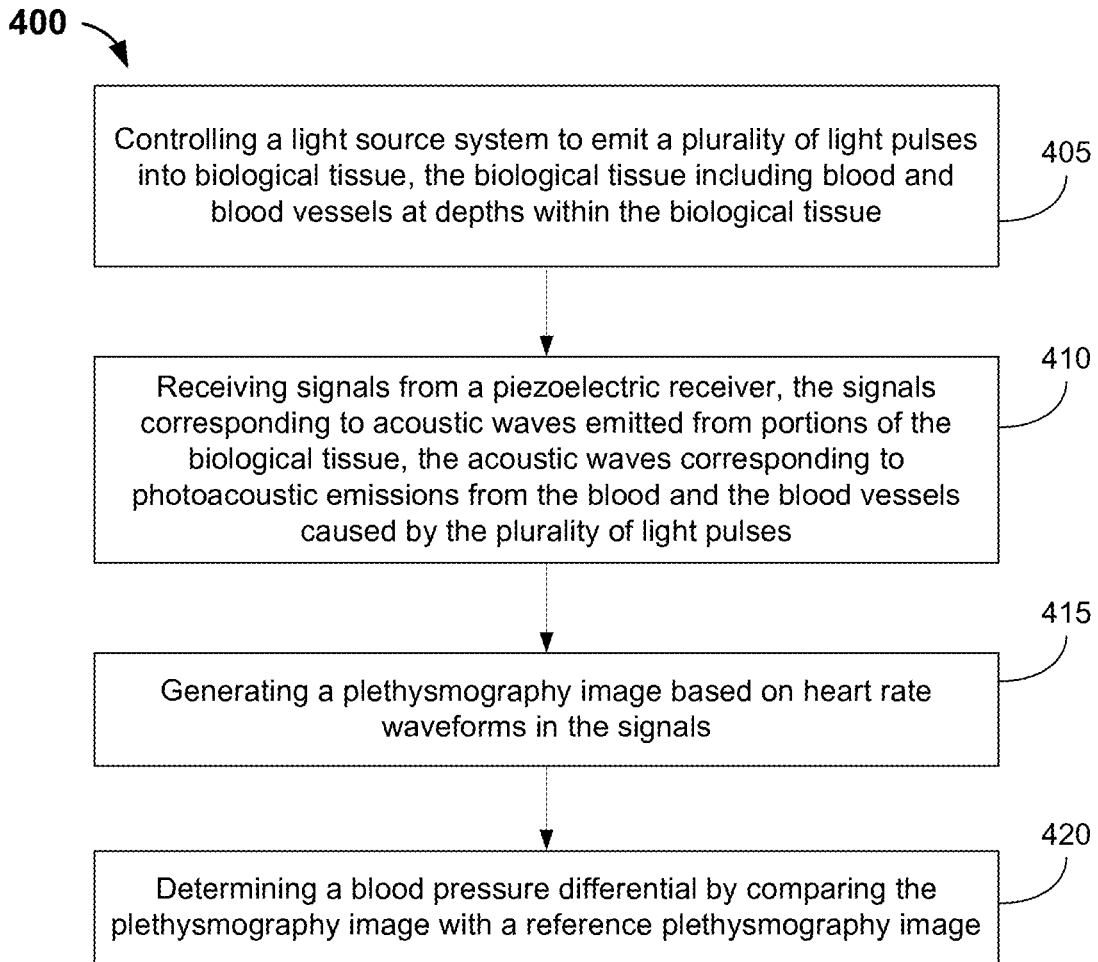 400
Controlling a light source system to emit a plurality of light pulses
into biological tissue, the biological tissue including blood and
blood vessels at depths within the biological tissue
405
Receiving signals from a piezoelectric receiver, the signals
corresponding to acoustic waves emitted from portions of the
biological tissue, the acoustic waves corresponding to
photoacoustic emissions from the blood and the blood vessels
caused by the plurality of light pulses
410
Generating a plethysmography image based on heart rate
waveforms in the signals
415
Determining a blood pressure differential by comparing the
plethysmography image with a reference plethysmography image
420